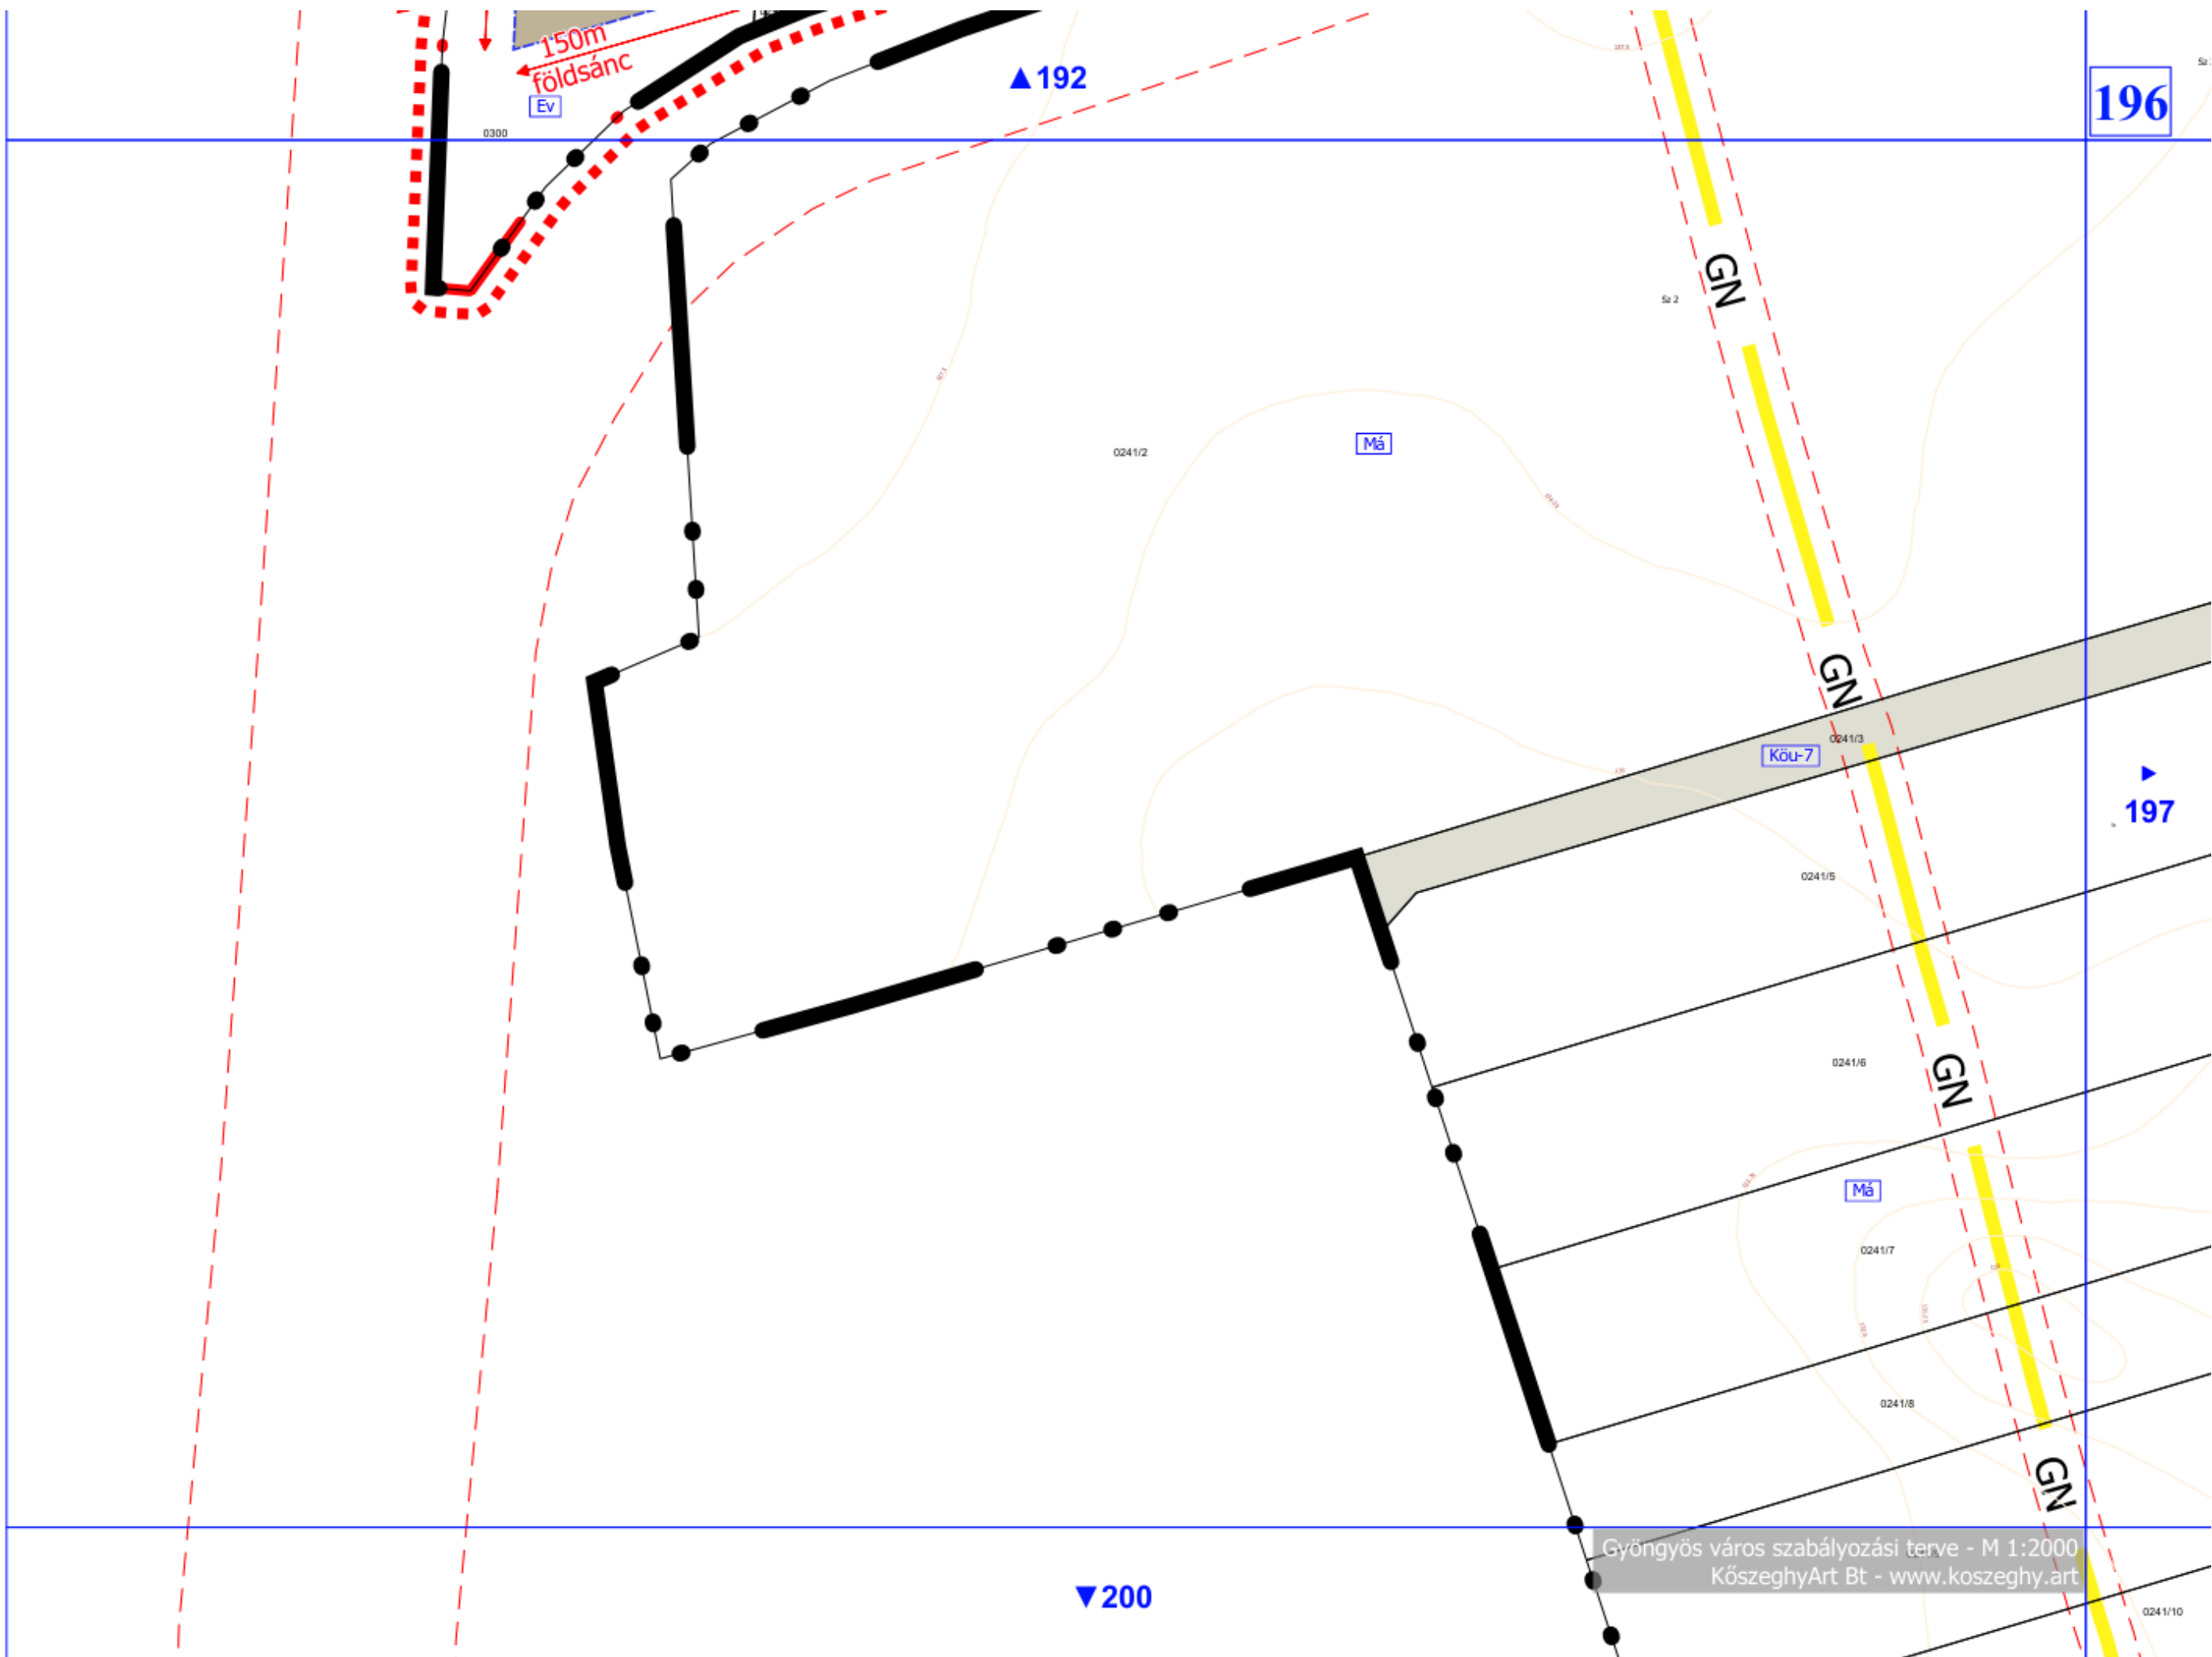 150m
földsánc
Ev
0300
▲192
196
Sz 2
GN
0241/2
Má
GN
0241/3
Köu-7
►
197
0241/5
0241/6
GN
Má
0241/7
0241/8
GN
Gyöngyös város szabályozási terve - M 1:2000
KőszeghyArt Bt - www.koszeghy.art
▼200
0241/10